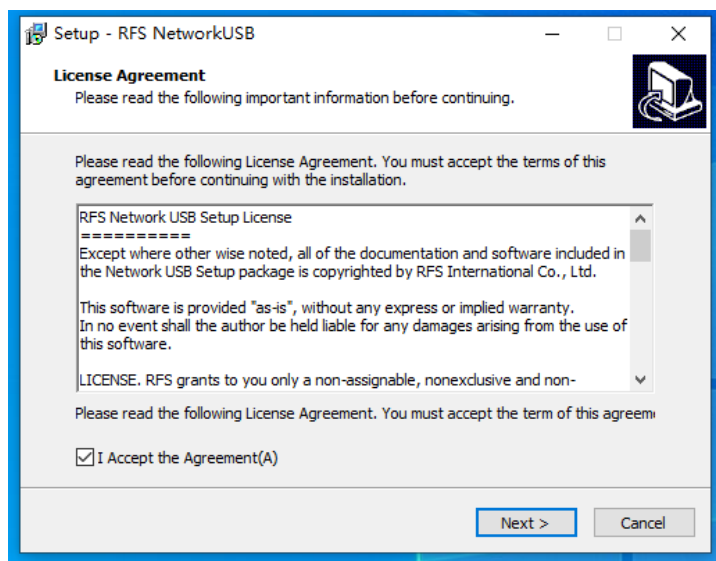 Setup - RFS NetworkUSB
License Agreement
Please read the following important information before continuing.
Please read the following License Agreement. You must accept the terms of this
agreement before continuing with the installation.
RFS Network USB Setup License
==========
Except where other wise noted, all of the documentation and software included in
the Network USB Setup package is copyrighted by RFS International Co., Ltd.
This software is provided "as-is", without any express or implied warranty.
In no event shall the author be held liable for any damages arising from the use of
this software.
LICENSE. RFS grants to you only a non-assignable, nonexclusive and non-
Please read the following License Agreement. You must accept the term of this agreem
I Accept the Agreement(A)
Next >
Cancel